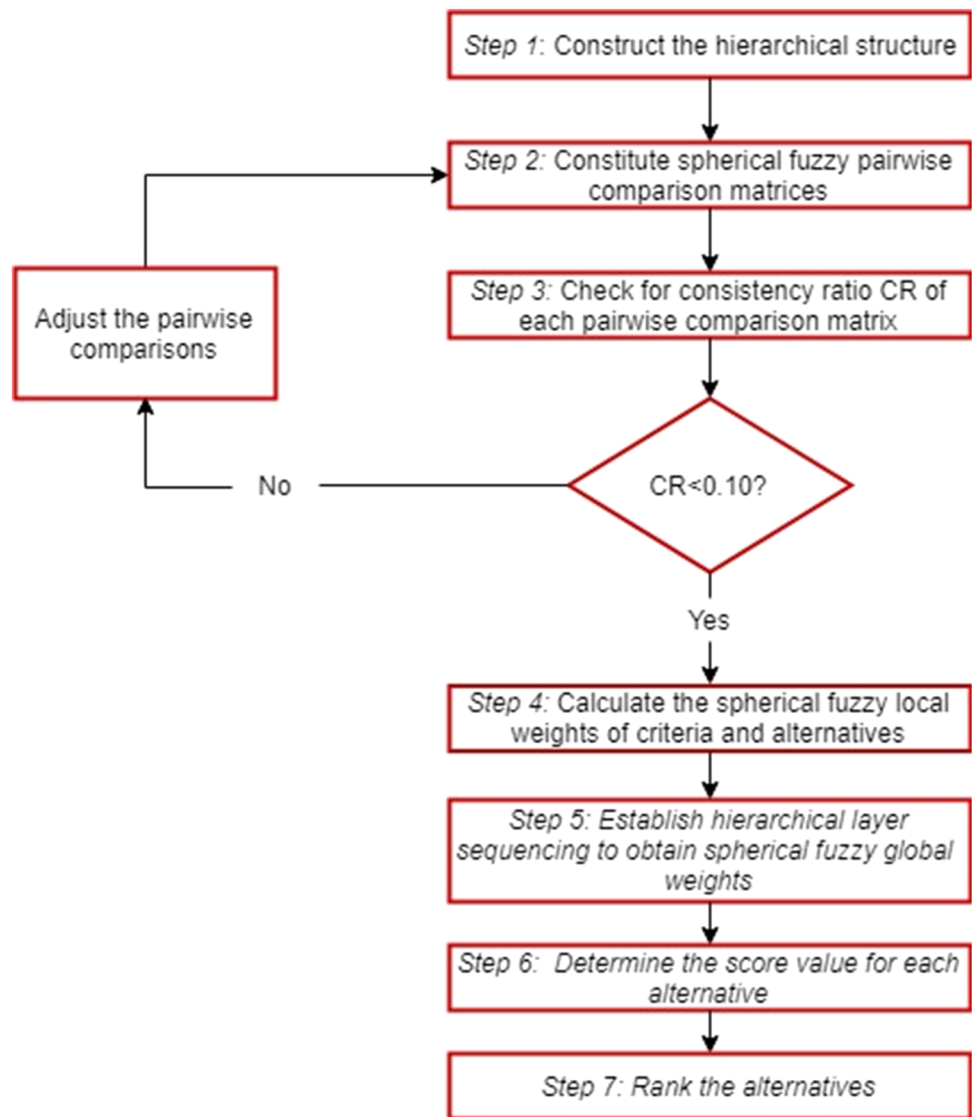 Step 1: Construct the hierarchical structure
Step 2: Constitute spherical fuzzy pairwise
comparison matrices
Step 3: Check for consistency ratio CR of
each pairwise comparison matrix
Adjust the pairwise
comparisons
CR<0.10?
No
Yes
Step 4: Calculate the spherical fuzzy local
weights of criteria and alternatives
Step 5: Establish hierarchical layer
sequencing to obtain spherical fuzzy global
weights
Step 6: Determine the score value for each
alternative
Step 7: Rank the alternatives